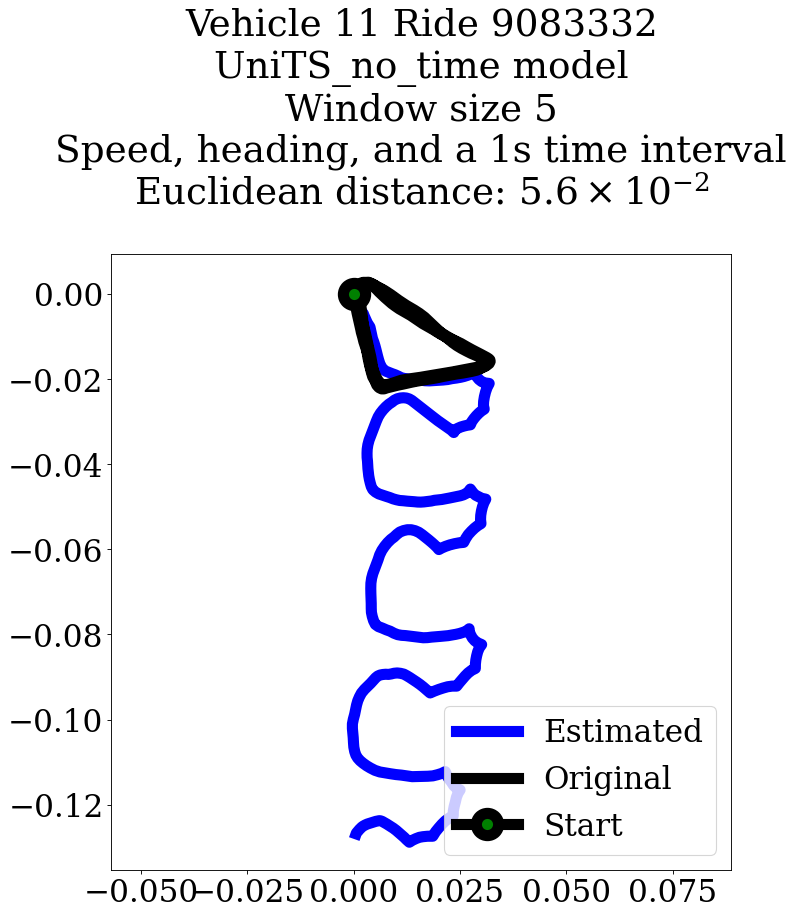 Vehicle 11 Ride 9083332
UniTS_no_time model
Window size 5
Speed, heading, and a 1s time interval
Euclidean distance: 5.6 × 10⁻²
0.00
−0.02
−0.04
−0.06
−0.08
−0.10
−0.12
Estimated
Original
Start
−0.050 −0.025 0.000 0.025 0.050 0.075